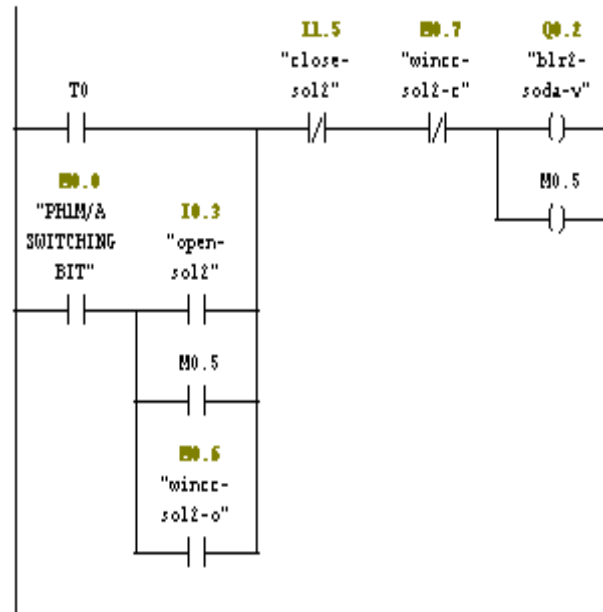 I1.5 M0.7 Q0.2
"close- "wincc- "blr2-
T0 sol2" sol2-c" soda-v"
M0.0 M0.5
"PH1M/A I0.3
SWITCHING "open-
BIT" sol2"
M0.5
M0.6
"wincc-
sol2-o"